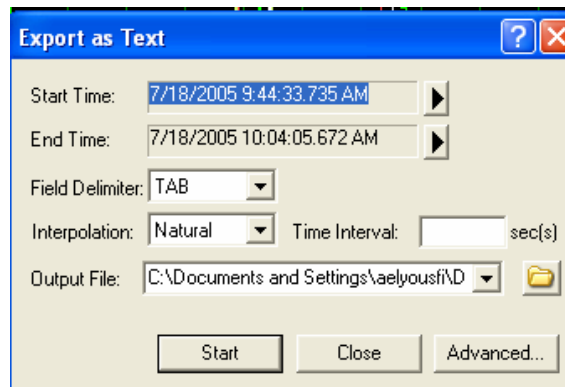 Export as Text
Start Time: 7/18/2005 9:44:33.735 AM
End Time: 7/18/2005 10:04:05.672 AM
Field Delimiter: TAB
Interpolation: Natural Time Interval: sec(s)
Output File: C:\Documents and Settings\aelyousfi\D
Start Close Advanced...